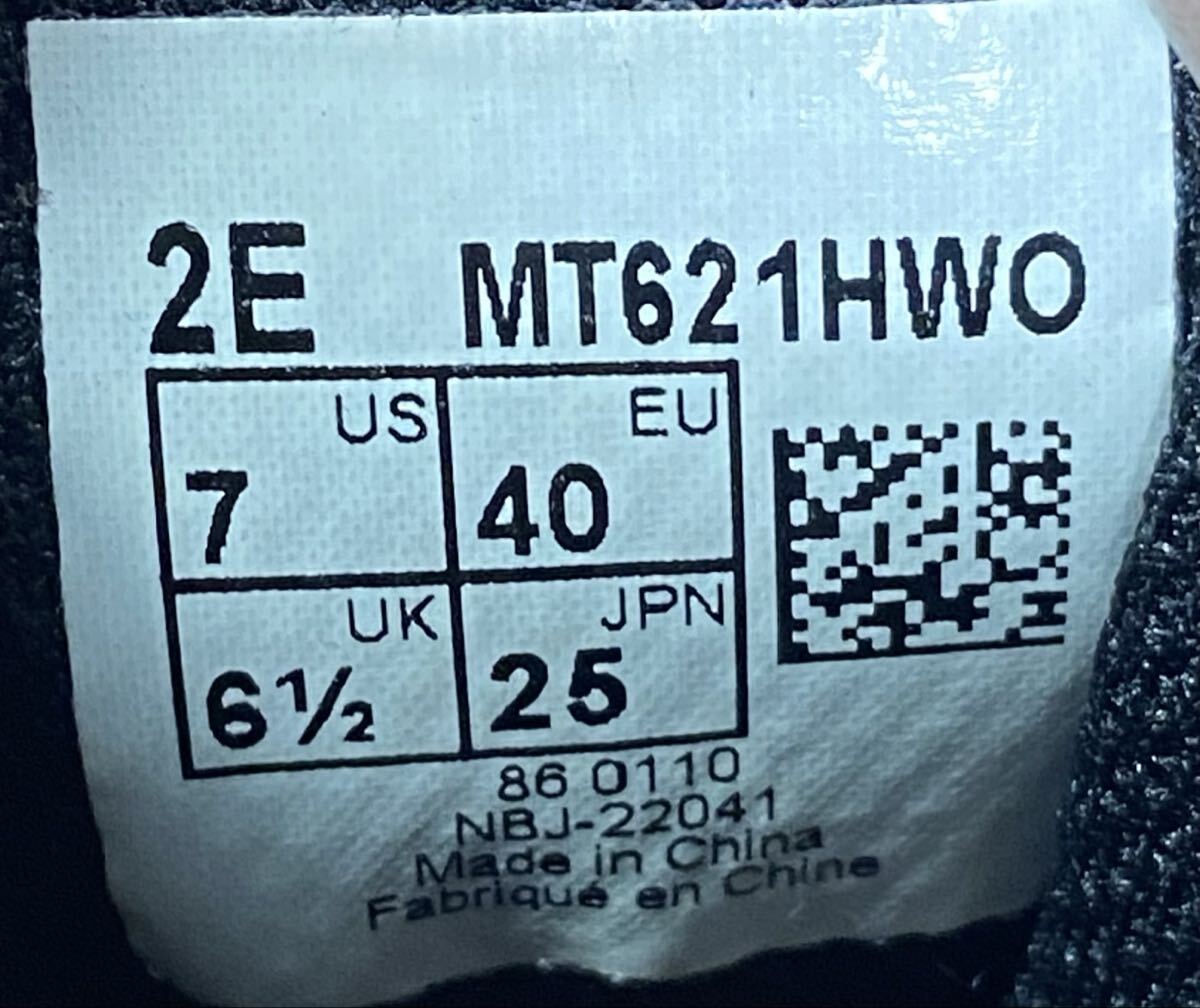 2E MT621HWO
US EU
7 40
UK JPN
6½ 25
86 0110
NBJ-22041
Made in China
Fabriqué en Chine